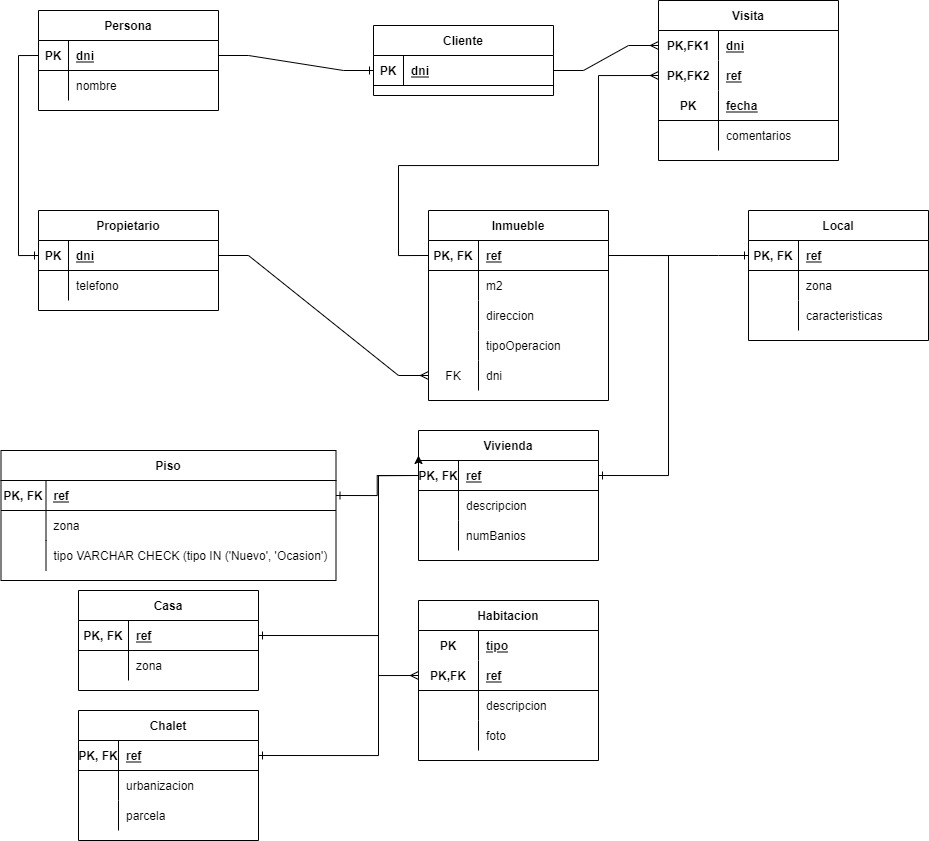 Persona
PK dni
nombre
Cliente
PK dni
Visita
PK,FK1 dni
PK,FK2 ref
PK fecha
comentarios
Propietario
PK dni
telefono
Inmueble
PK, FK ref
m2
direccion
tipoOperacion
FK dni
Local
PK, FK ref
zona
caracteristicas
Vivienda
PK, FK ref
descripcion
numBanios
Piso
PK, FK ref
zona
tipo VARCHAR CHECK (tipo IN ('Nuevo', 'Ocasion')
Casa
PK, FK ref
zona
Habitacion
PK tipo
PK,FK ref
descripcion
foto
Chalet
PK, FK ref
urbanizacion
parcela